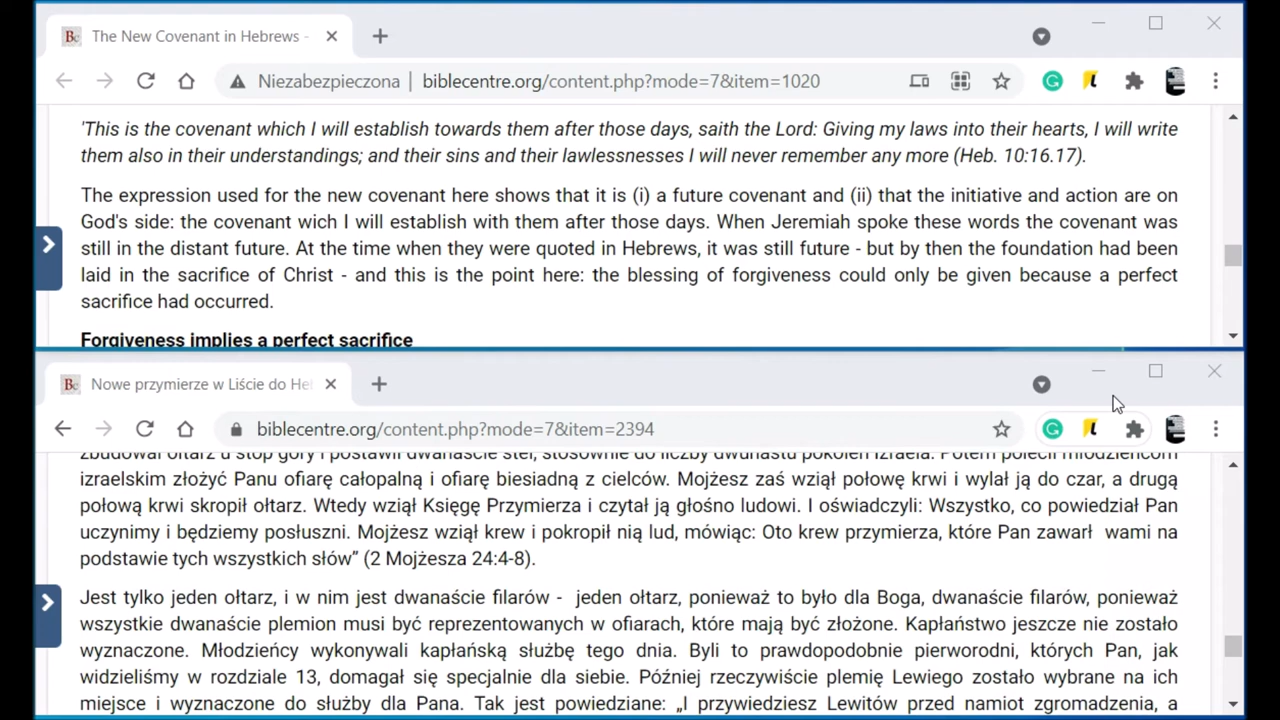 The New Covenant in Hebrews -
Niezabezpieczona | biblecentre.org/content.php?mode=7&item=1020
'This is the covenant which I will establish towards them after those days, saith the Lord: Giving my laws into their hearts, I will write
them also in their understandings; and their sins and their lawlessnesses I will never remember any more (Heb. 10:16.17).
The expression used for the new covenant here shows that it is (i) a future covenant and (ii) that the initiative and action are on
God's side: the covenant wich I will establish with them after those days. When Jeremiah spoke these words the covenant was
still in the distant future. At the time when they were quoted in Hebrews, it was still future - but by then the foundation had been
laid in the sacrifice of Christ - and this is the point here: the blessing of forgiveness could only be given because a perfect
sacrifice had occurred.
Forgiveness implies a perfect sacrifice
Nowe przymierze w Liście do He
biblecentre.org/content.php?mode=7&item=2394
zbudował ołtarz u stóp góry i postawił dwanaście stel, stosownie do liczby dwunastu pokoleń Izraela. Potem polecił młodzieńcom
izraelskim złożyć Panu ofiarę całopalną i ofiarę biesiadną z cielców. Mojżesz zaś wziął połowę krwi i wylał ją do czar, a drugą
połową krwi skropił ołtarz. Wtedy wziął Księgę Przymierza i czytał ją głośno ludowi. I oświadczyli: Wszystko, co powiedział Pan
uczynimy i będziemy posłuszni. Mojżesz wziął krew i pokropił nią lud, mówiąc: Oto krew przymierza, które Pan zawarł wami na
podstawie tych wszystkich słów" (2 Mojżesza 24:4-8).
Jest tylko jeden ołtarz, i w nim jest dwanaście filarów - jeden ołtarz, ponieważ to było dla Boga, dwanaście filarów, ponieważ
wszystkie dwanaście plemion musi być reprezentowanych w ofiarach, które mają być złożone. Kapłaństwo jeszcze nie zostało
wyznaczone. Młodzieńcy wykonywali kapłańską służbę tego dnia. Byli to prawdopodobnie pierworodni, których Pan, jak
widzieliśmy w rozdziale 13, domagał się specjalnie dla siebie. Później rzeczywiście plemię Lewiego zostało wybrane na ich
miejsce i wyznaczone do służby dla Pana. Tak jest powiedziane: „I przywiedziesz Lewitów przed namiot zgromadzenia, a